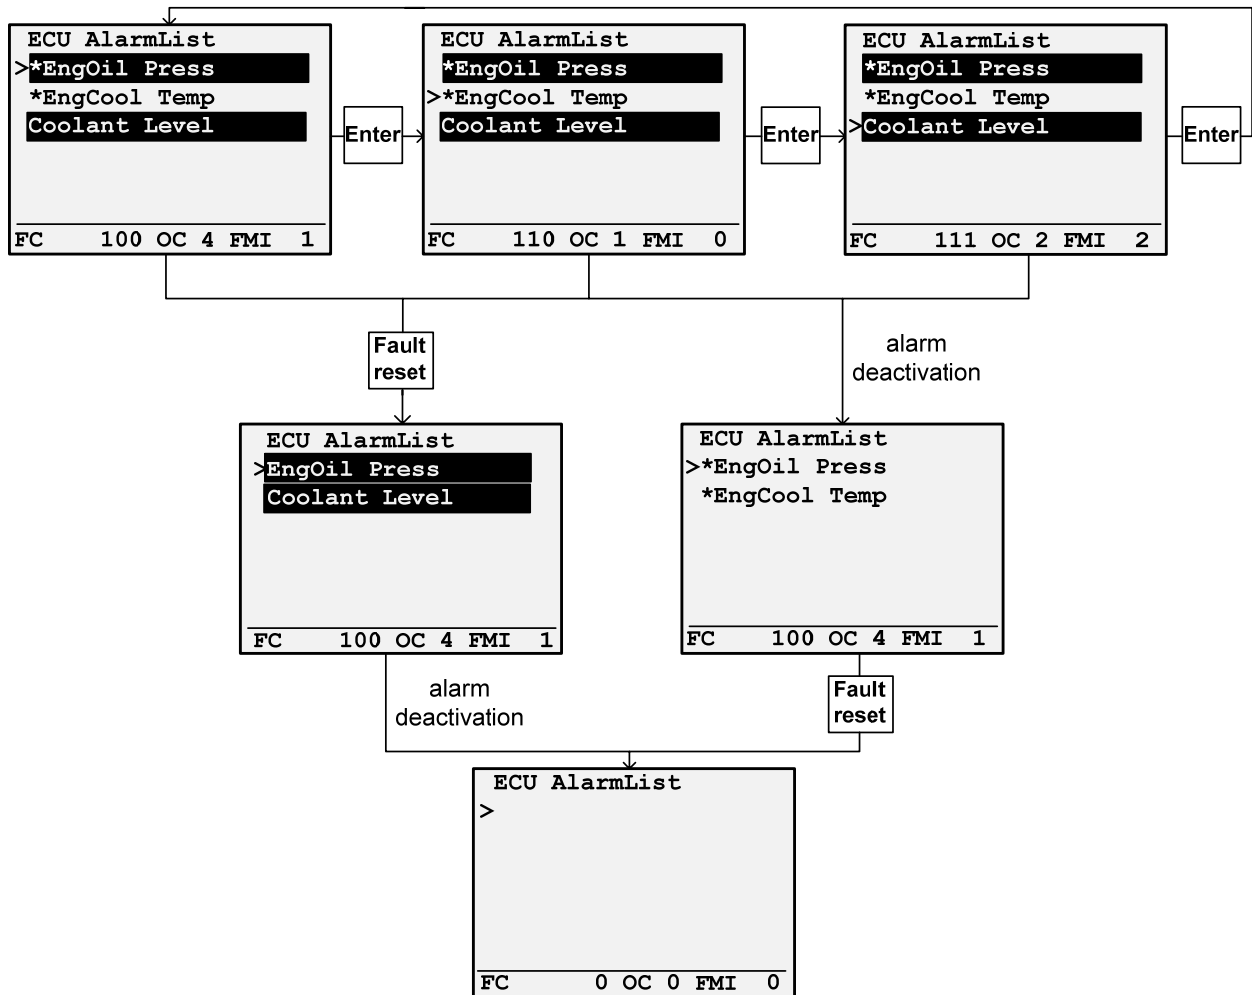 ECU AlarmList
>*EngOil Press
*EngCool Temp
Coolant Level
FC 100 OC 4 FMI 1
Enter
ECU AlarmList
*EngOil Press
>*EngCool Temp
Coolant Level
FC 110 OC 1 FMI 0
Enter
ECU AlarmList
*EngOil Press
*EngCool Temp
>Coolant Level
FC 111 OC 2 FMI 2
Enter
Fault
reset
alarm
deactivation
ECU AlarmList
>EngOil Press
Coolant Level
FC 100 OC 4 FMI 1
ECU AlarmList
>*EngOil Press
*EngCool Temp
FC 100 OC 4 FMI 1
alarm
deactivation
Fault
reset
ECU AlarmList
>
FC 0 OC 0 FMI 0